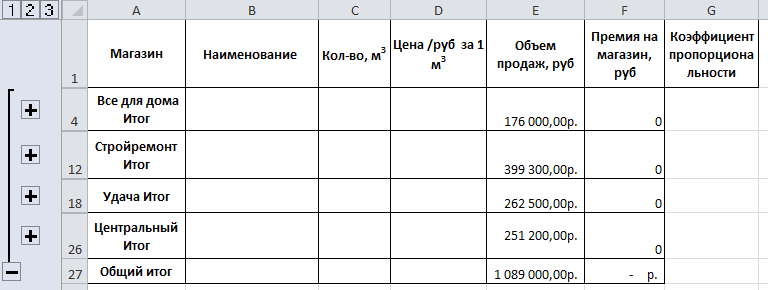 1 2 3
A B C D E F G
1 Магазин Наименование Кол-во, м³ Цена /руб за 1 м³ Объем продаж, руб Премия на магазин, руб Коэффициент пропорциона льности
4 Все для дома Итог 176 000,00р. 0
12 Стройремонт Итог 399 300,00р. 0
18 Удача Итог 262 500,00р. 0
26 Центральный Итог 251 200,00р. 0
27 Общий итог 1 089 000,00р. - р.